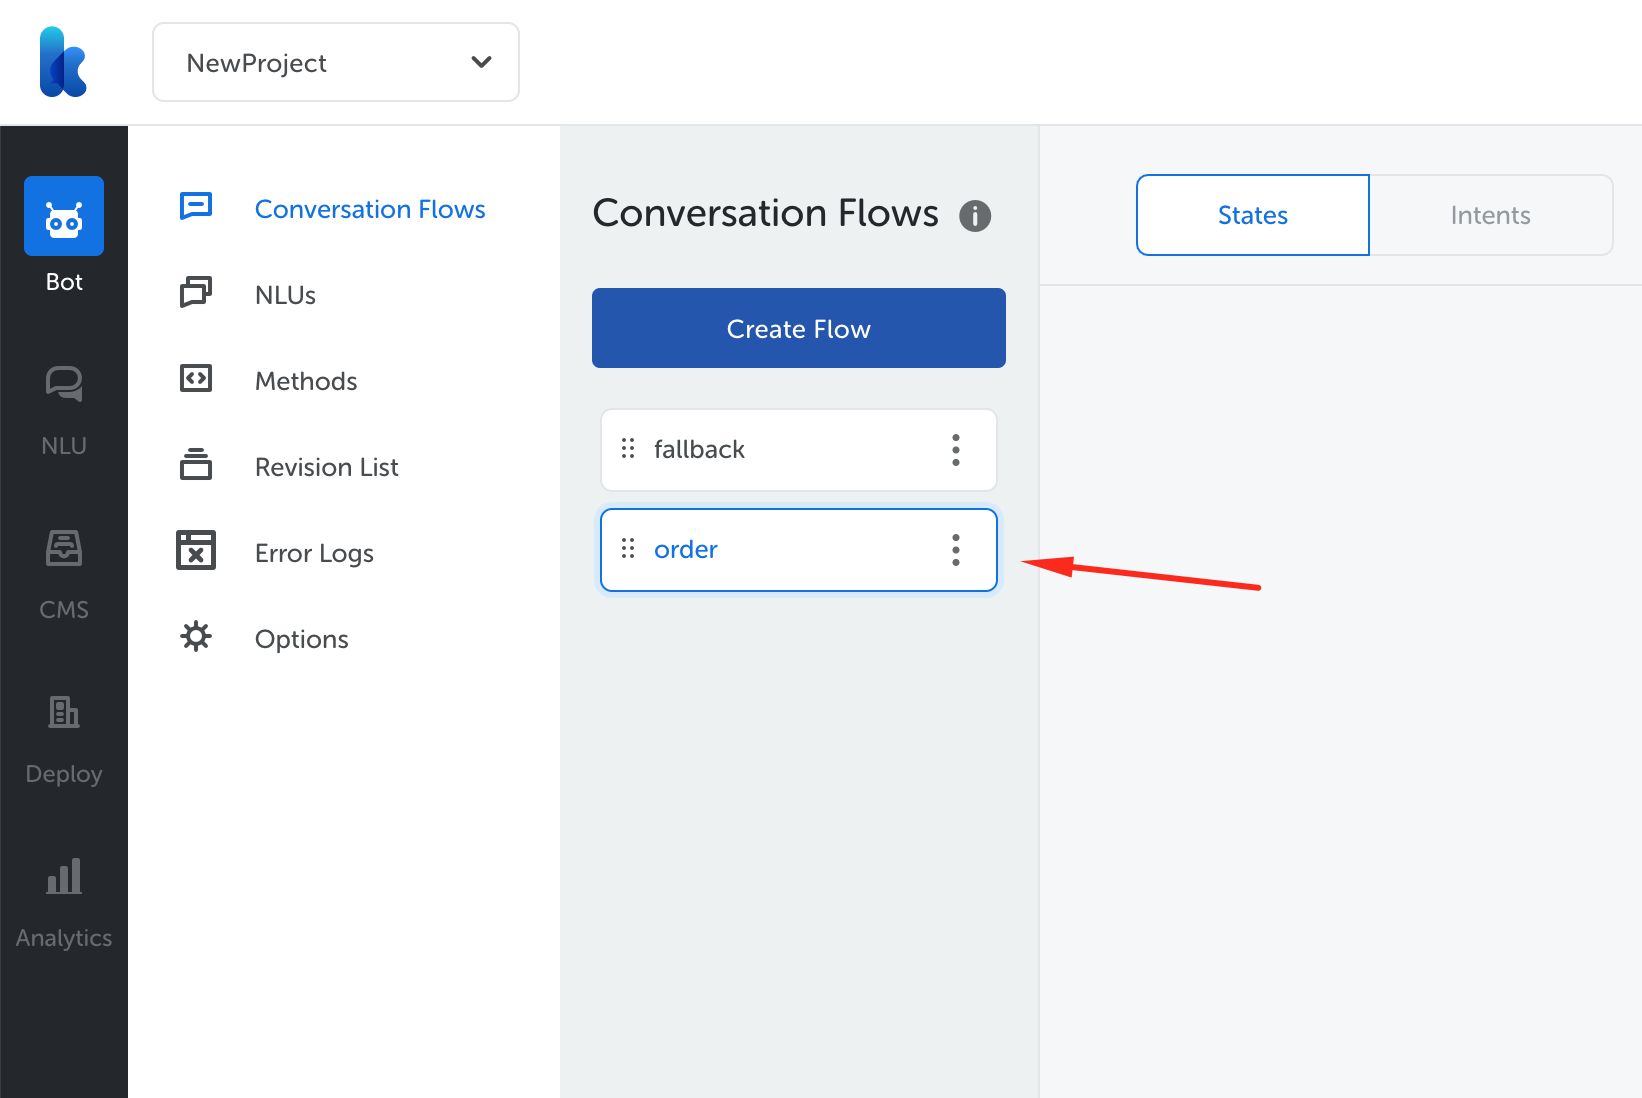 NewProject
Bot
NLU
CMS
Deploy
Analytics
Conversation Flows
NLUs
Methods
Revision List
Error Logs
Options
Conversation Flows
Create Flow
fallback
order
States
Intents